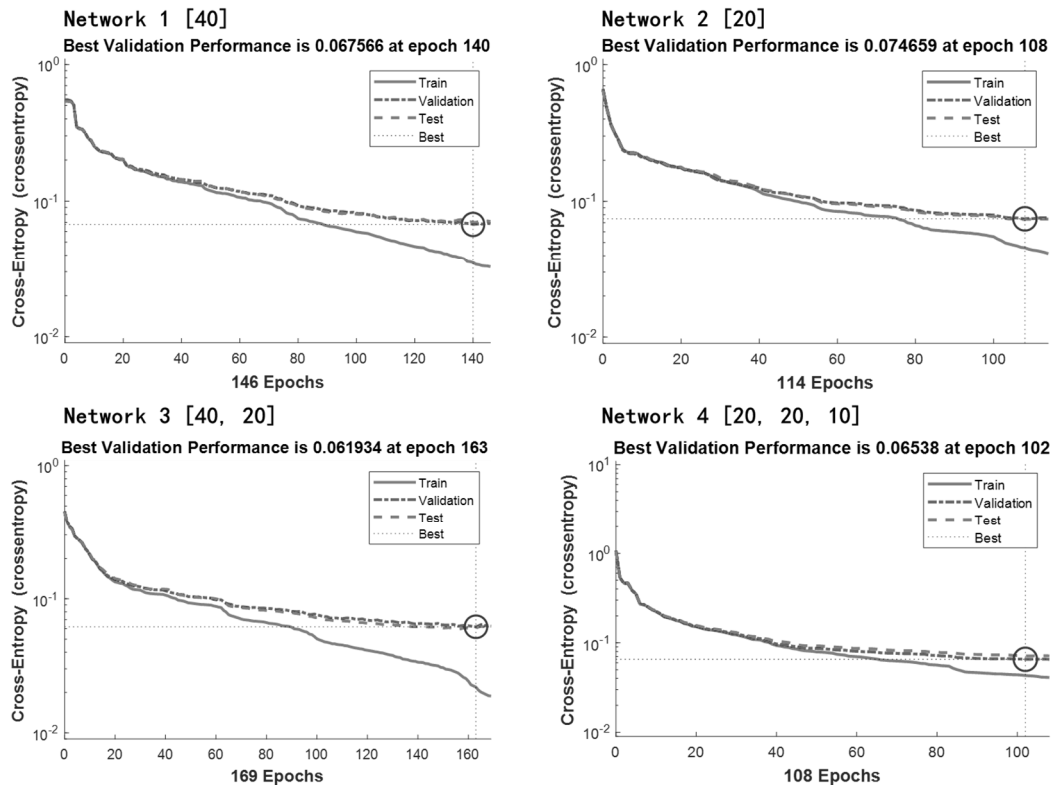 Network 1 [40]
Best Validation Performance is 0.067566 at epoch 140
Cross-Entropy (crossentropy)
10^0
10^-1
10^-2
Train
Validation
Test
Best
0 20 40 60 80 100 120 140
146 Epochs
Network 2 [20]
Best Validation Performance is 0.074659 at epoch 108
Cross-Entropy (crossentropy)
10^0
10^-1
10^-2
Train
Validation
Test
Best
0 20 40 60 80 100
114 Epochs
Network 3 [40, 20]
Best Validation Performance is 0.061934 at epoch 163
Cross-Entropy (crossentropy)
10^0
10^-1
10^-2
Train
Validation
Test
Best
0 20 40 60 80 100 120 140 160
169 Epochs
Network 4 [20, 20, 10]
Best Validation Performance is 0.06538 at epoch 102
Cross-Entropy (crossentropy)
10^1
10^0
10^-1
10^-2
Train
Validation
Test
Best
0 20 40 60 80 100
108 Epochs